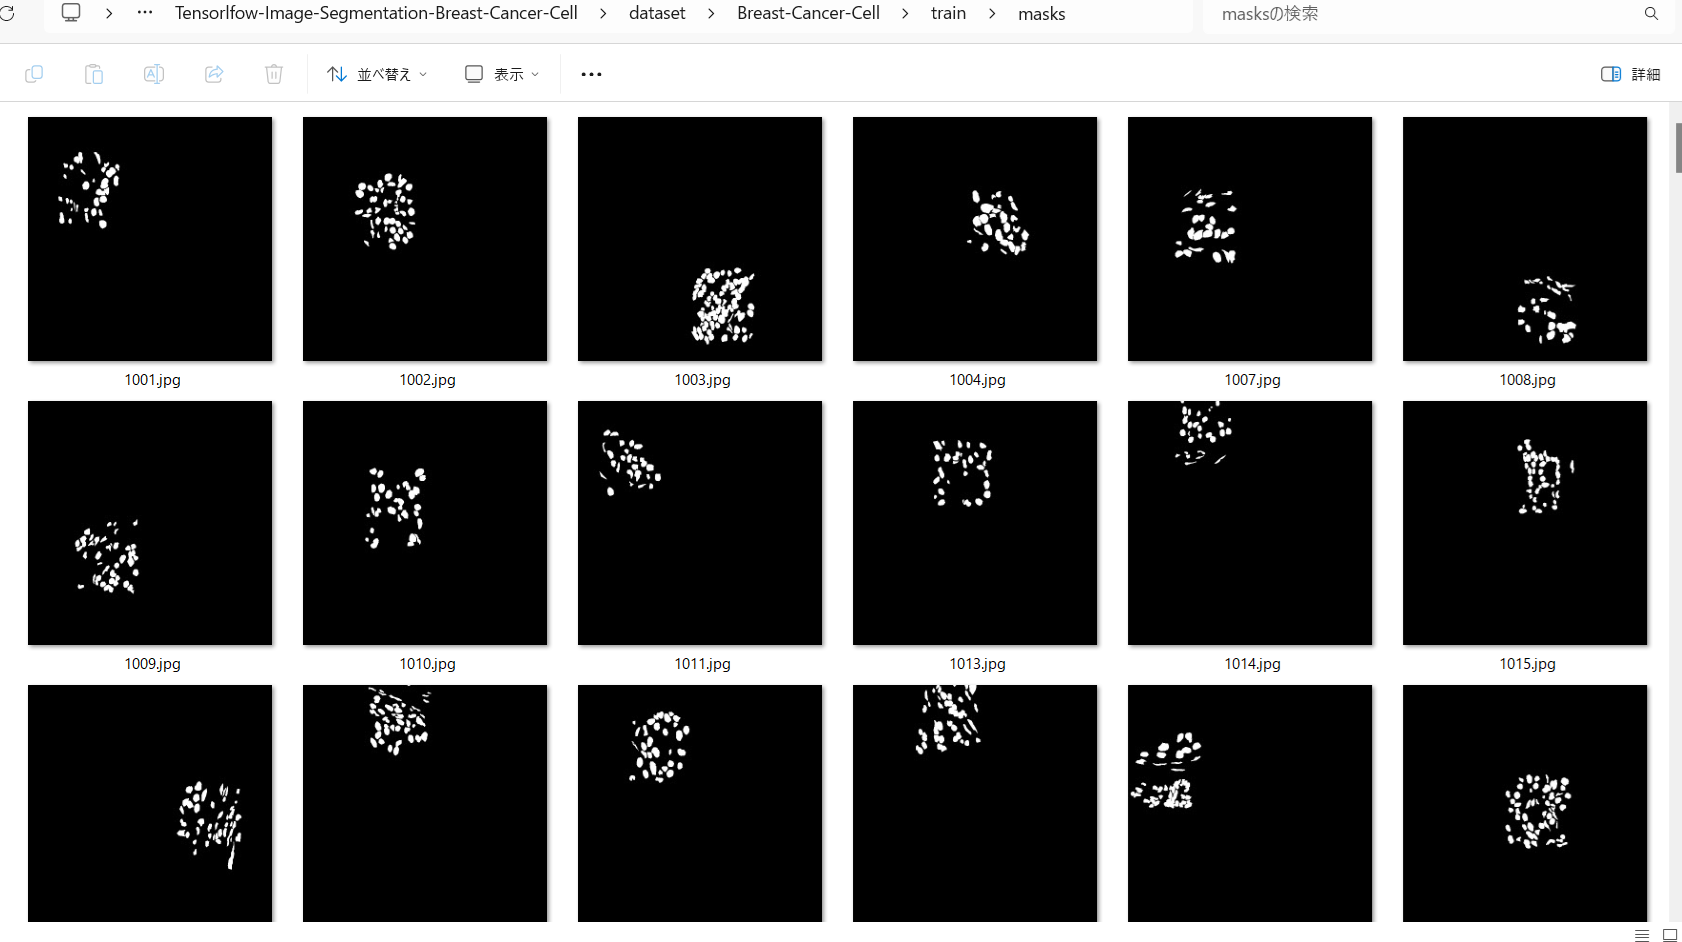 Tensorlfow-Image-Segmentation-Breast-Cancer-Cell > dataset > Breast-Cancer-Cell > train > masks
masksの検索
並べ替え
表示
詳細
1001.jpg
1002.jpg
1003.jpg
1004.jpg
1007.jpg
1008.jpg
1009.jpg
1010.jpg
1011.jpg
1013.jpg
1014.jpg
1015.jpg